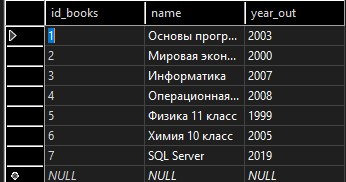 id_books name year_out
1 Основы прогр... 2003
2 Мировая экон... 2000
3 Информатика 2007
4 Операционная... 2008
5 Физика 11 класс 1999
6 Химия 10 класс 2005
7 SQL Server 2019
NULL NULL NULL